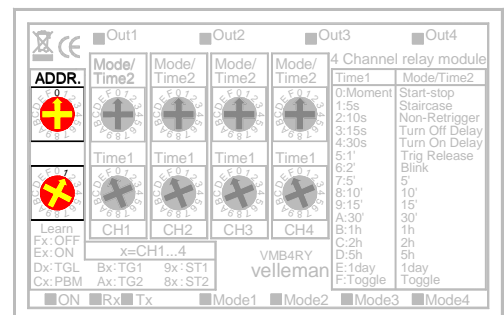 Out1 Out2 Out3 Out4
4 Channel relay module
ADDR.
Mode/ Time2
Mode/ Time2
Mode/ Time2
Mode/ Time2
Time1 Mode/Time2
0:Moment Start-stop
1:5s Staircase
2:10s Non-Retrigger
3:15s Turn Off Delay
4:30s Turn On Delay
5:1' Trig Release
6:2' Blink
7:5' 5'
8:10' 10'
9:15' 15'
A:30' 30'
B:1h 1h
C:2h 2h
D:5h 5h
E:1day 1day
F:Toggle Toggle
Time1 Time1 Time1 Time1
CH1 CH2 CH3 CH4
Learn
Fx:OFF
Ex:ON
Dx:TGL
Cx:PBM
x=CH1...4
Bx:TG1 9x:ST1
Ax:TG2 8x:ST2
VMB4RY
velleman
ON Rx Tx Mode1 Mode2 Mode3 Mode4